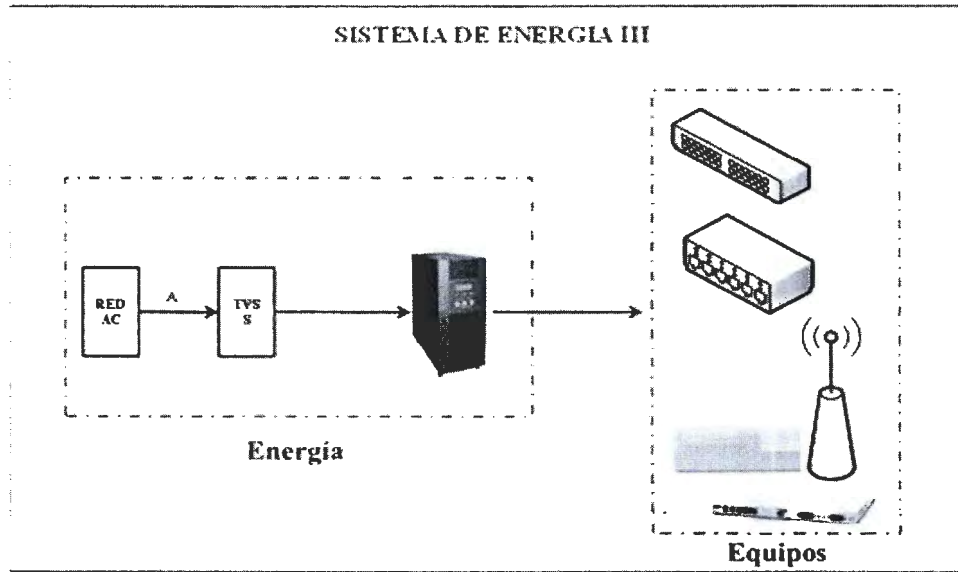 SISTEMA DE ENERGIA III
RED
AC
A
TVS
S
Energía
Equipos